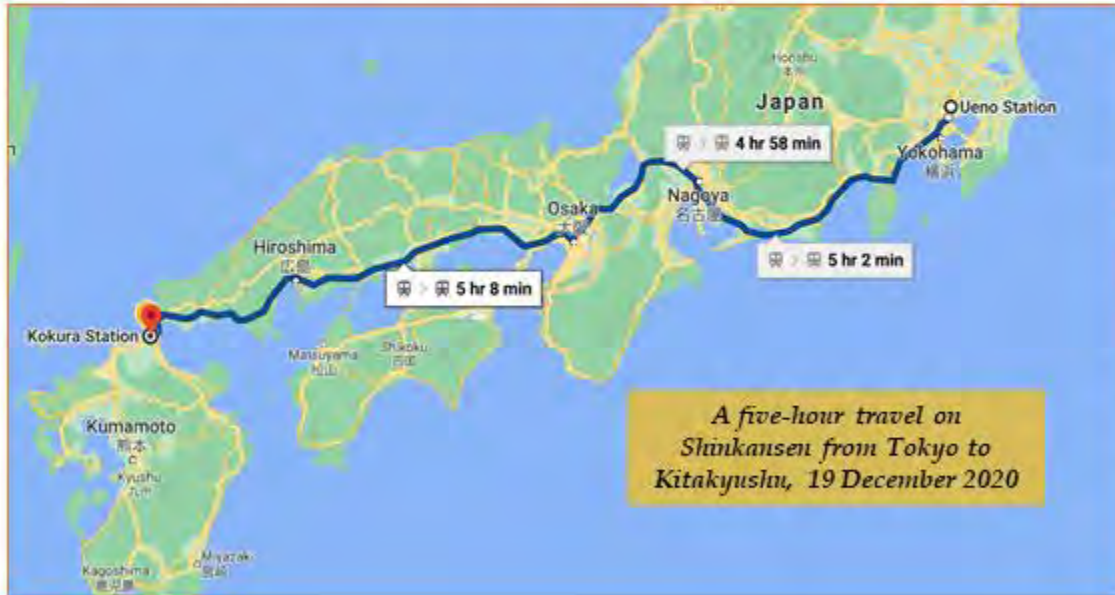 Honshu
本州
Japan
Ueno Station
Yokohama
横浜
4 hr 58 min
Nagoya
名古屋
Osaka
大阪
5 hr 2 min
Hiroshima
広島
5 hr 8 min
Kokura Station
Matsuyama
松山
Shikoku
四国
Kumamoto
熊本
Kyushu
九州
Miyazaki
宮崎
Kagoshima
鹿児島
A five-hour travel on
Shinkansen from Tokyo to
Kitakyushu, 19 December 2020